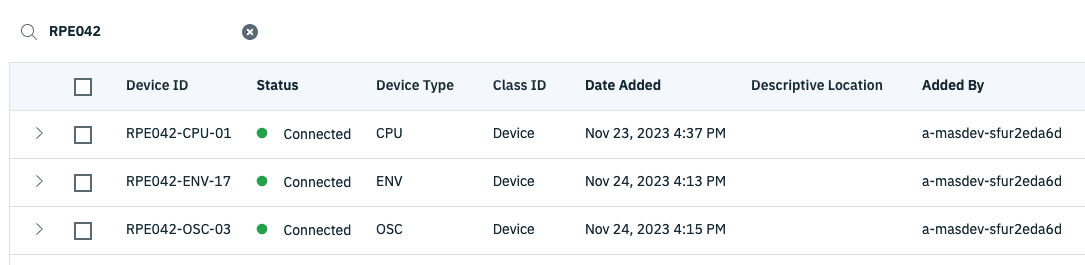 RPE042
Device ID Status Device Type Class ID Date Added Descriptive Location Added By
RPE042-CPU-01 Connected CPU Device Nov 23, 2023 4:37 PM a-masdev-sfur2eda6d
RPE042-ENV-17 Connected ENV Device Nov 24, 2023 4:13 PM a-masdev-sfur2eda6d
RPE042-OSC-03 Connected OSC Device Nov 24, 2023 4:15 PM a-masdev-sfur2eda6d